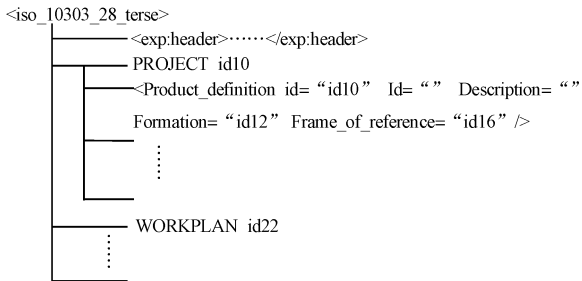 <iso_10303_28_terse>
<exp:header>……</exp:header>
PROJECT id10
<Product_definition id=“id10” Id=“” Description=“”
Formation=“id12” Frame_of_reference=“id16” />
WORKPLAN id22